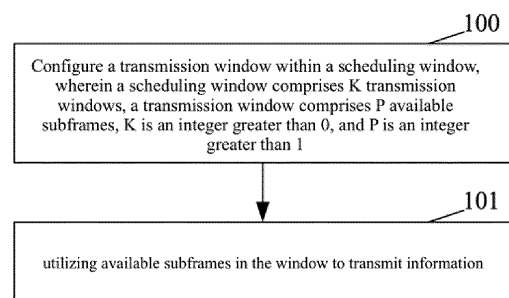 100
Configure a transmission window within a scheduling window,
wherein a scheduling window comprises K transmission
windows, a transmission window comprises P available
subframes, K is an integer greater than 0, and P is an integer
greater than 1
101
utilizing available subframes in the window to transmit information